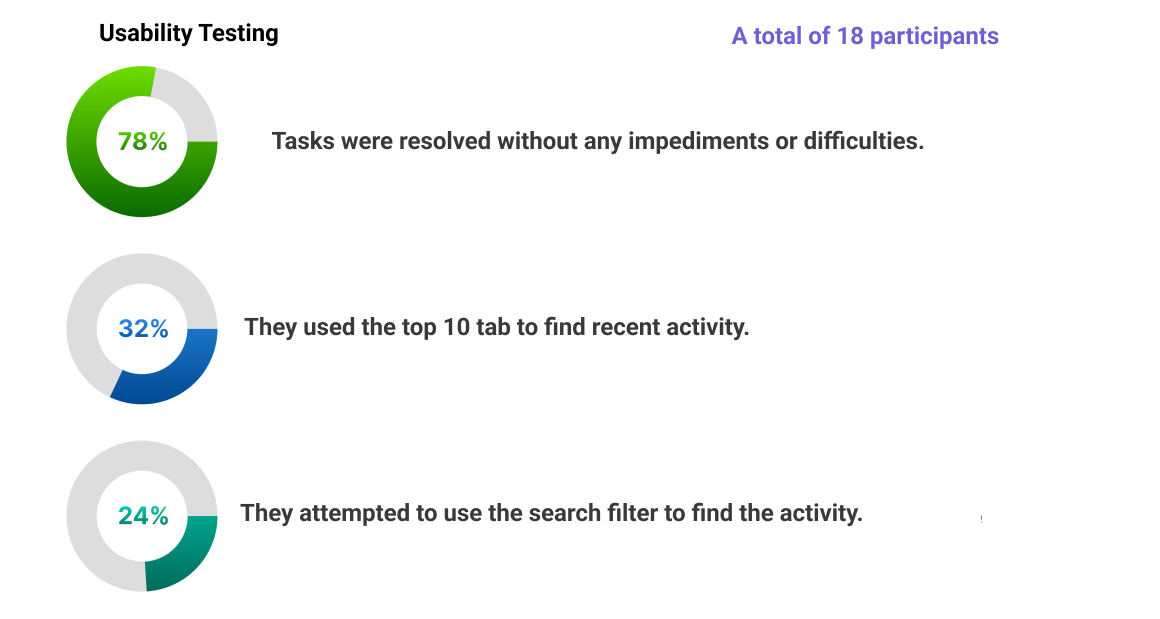 Usability Testing
A total of 18 participants
78%
Tasks were resolved without any impediments or difficulties.
32%
They used the top 10 tab to find recent activity.
24%
They attempted to use the search filter to find the activity.